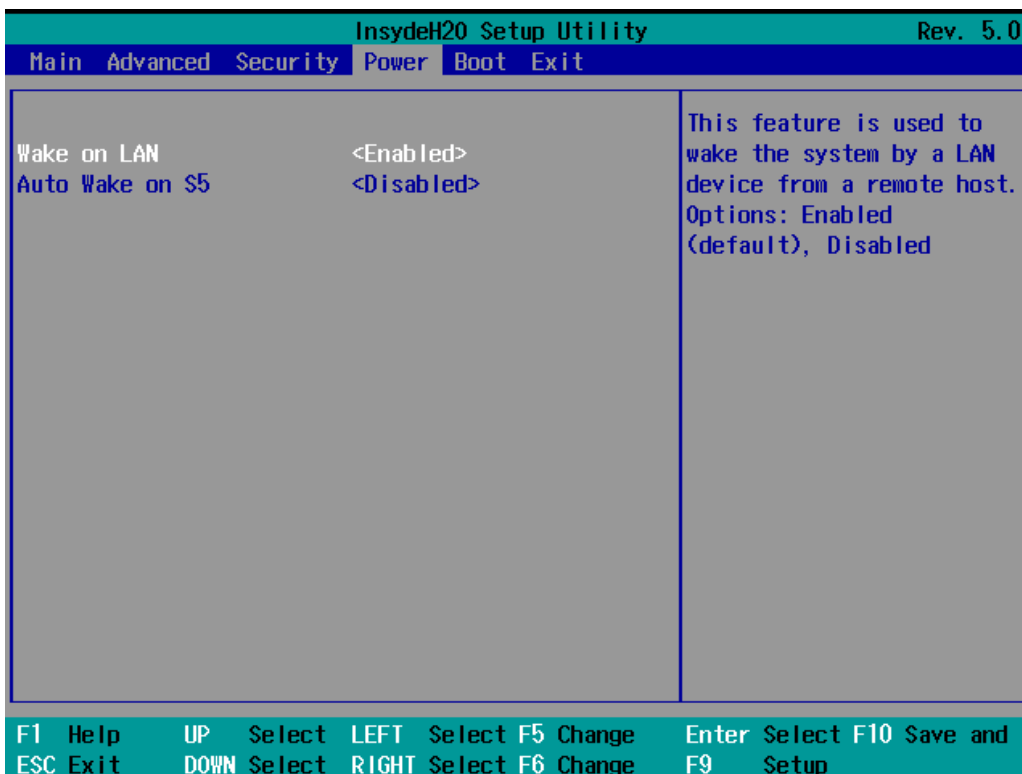 InsydeH20 Setup Utility Rev. 5.0
Main Advanced Security Power Boot Exit
Wake on LAN <Enabled>
Auto Wake on S5 <Disabled>
This feature is used to
wake the system by a LAN
device from a remote host.
Options: Enabled
(default), Disabled
F1 Help UP Select LEFT Select F5 Change Enter Select F10 Save and
ESC Exit DOWN Select RIGHT Select F6 Change F9 Setup